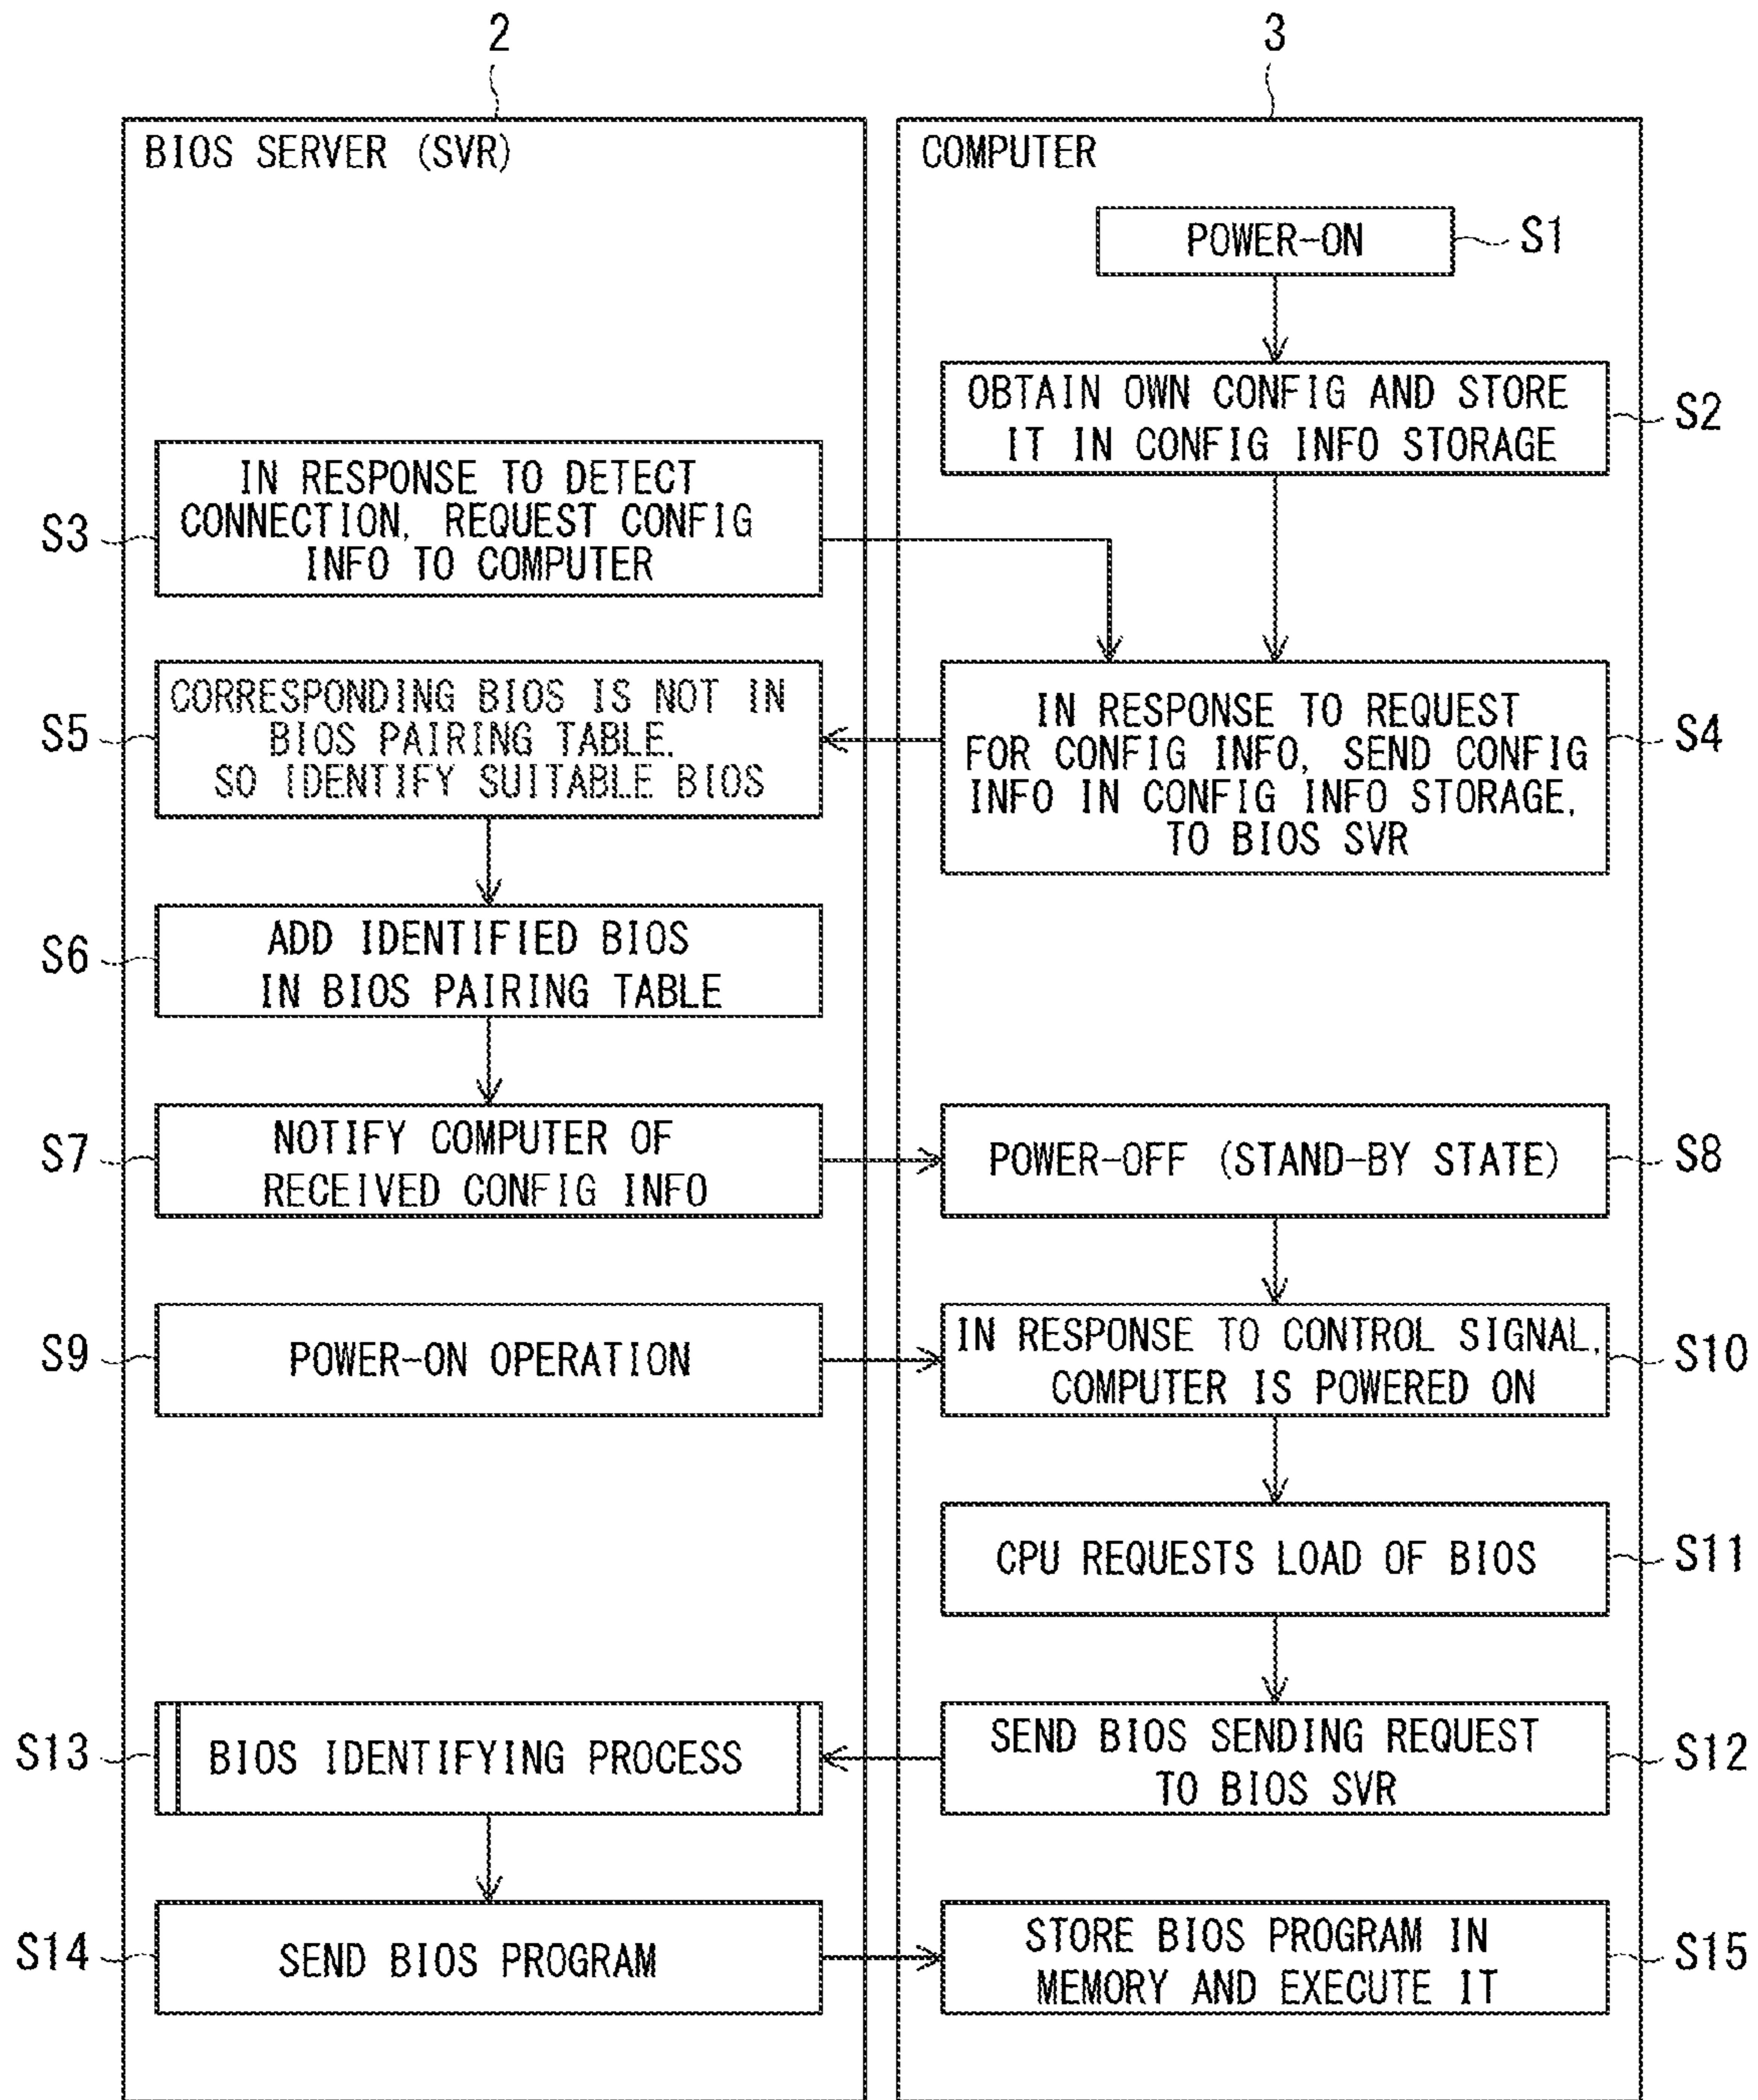 2
3
BIOS SERVER (SVR)
COMPUTER
POWER-ON
S1
OBTAIN OWN CONFIG AND STORE
IT IN CONFIG INFO STORAGE
S2
S3
IN RESPONSE TO DETECT
CONNECTION, REQUEST CONFIG
INFO TO COMPUTER
IN RESPONSE TO REQUEST
FOR CONFIG INFO, SEND CONFIG
INFO IN CONFIG INFO STORAGE,
TO BIOS SVR
S4
S5
CORRESPONDING BIOS IS NOT IN
BIOS PAIRING TABLE,
SO IDENTIFY SUITABLE BIOS
S6
ADD IDENTIFIED BIOS
IN BIOS PAIRING TABLE
S7
NOTIFY COMPUTER OF
RECEIVED CONFIG INFO
POWER-OFF (STAND-BY STATE)
S8
S9
POWER-ON OPERATION
IN RESPONSE TO CONTROL SIGNAL,
COMPUTER IS POWERED ON
S10
CPU REQUESTS LOAD OF BIOS
S11
SEND BIOS SENDING REQUEST
TO BIOS SVR
S12
S13
BIOS IDENTIFYING PROCESS
S14
SEND BIOS PROGRAM
STORE BIOS PROGRAM IN
MEMORY AND EXECUTE IT
S15